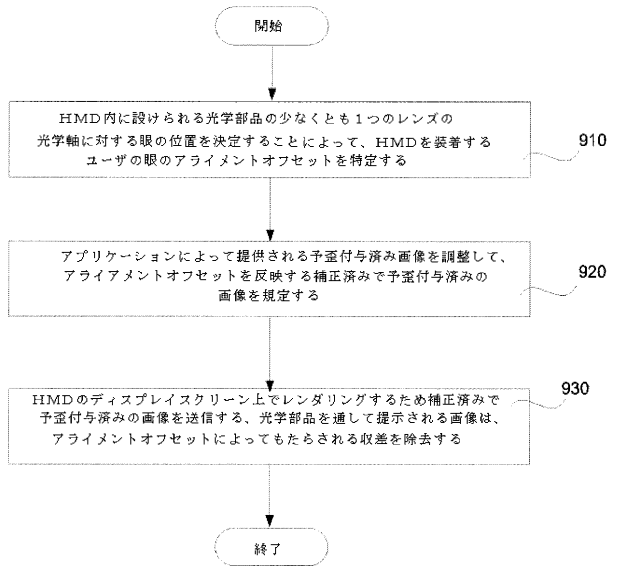 開始
HMD内に設けられる光学部品の少なくとも1つのレンズの
光学軸に対する眼の位置を決定することによって、HMDを装着する
ユーザの眼のアライメントオフセットを特定する
910
アプリケーションによって提供される予歪付与済み画像を調整して、
アライアメントオフセットを反映する補正済みで予歪付与済みの
画像を規定する
920
HMDのディスプレイスクリーン上でレンダリングするため補正済みで
予歪付与済みの画像を送信する、光学部品を通して提示される画像は、
アライメントオフセットによってもたらされる収差を除去する
930
終了